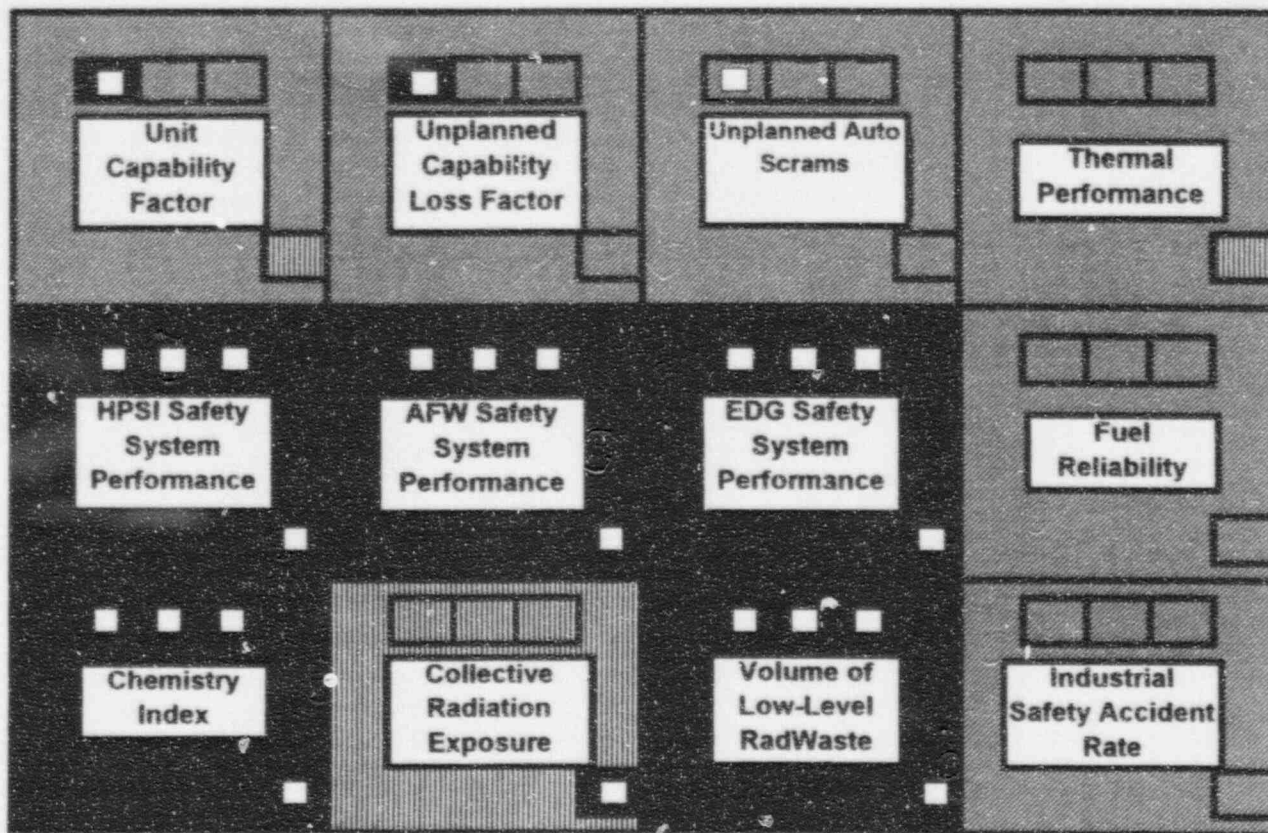 Unit
Capability
Factor
Unplanned
Capability
Loss Factor
Unplanned Auto
Scrams
Thermal
Performance
HPSI Safety
System
Performance
AFW Safety
System
Performance
EDG Safety
System
Performance
Fuel
Reliability
Chemistry
Index
Collective
Radiation
Exposure
Volume of
Low-Level
RadWaste
Industrial
Safety Accident
Rate